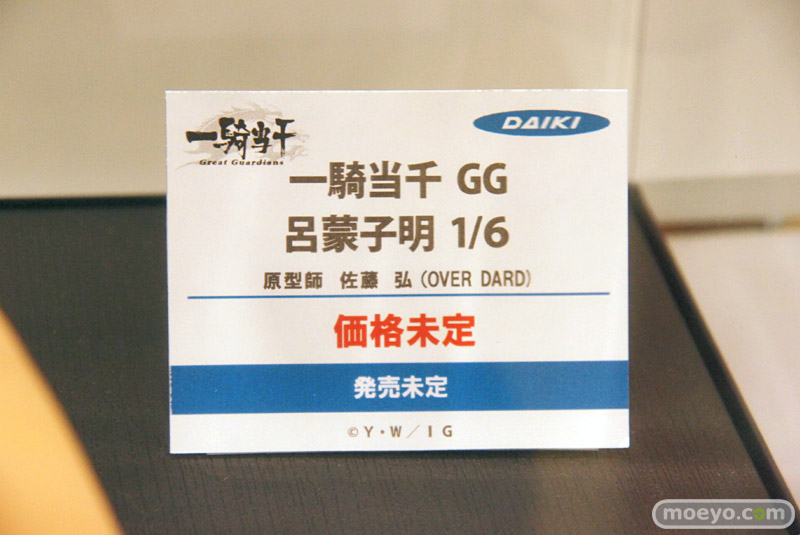 一騎当千
Great Guardians
DAIKI
一騎当千 GG
呂蒙子明 1/6
原型師 佐藤 弘(OVER DARD)
価格未定
発売未定
©Y・W/IG
moeyo.com